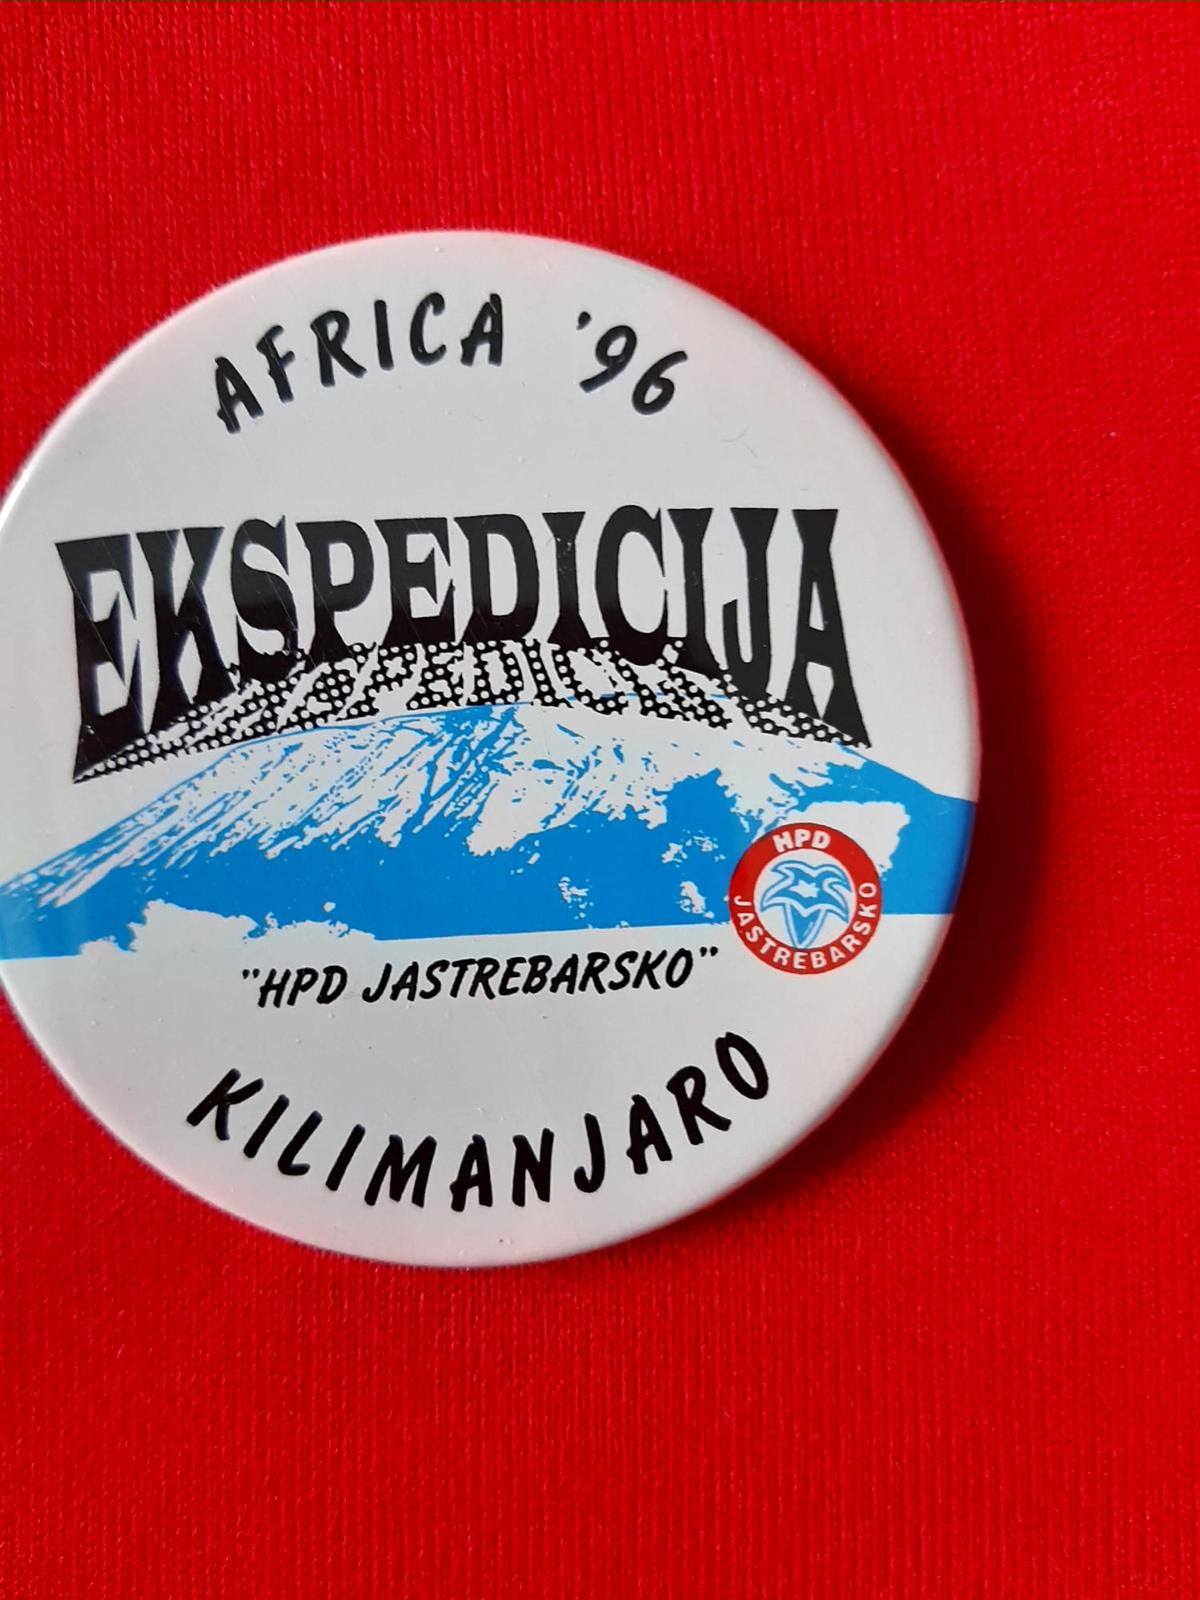 AFRICA '96
EKSPEDICIJA
HPD
JASTREBARSKO
"HPD JASTREBARSKO"
KILIMANJARO